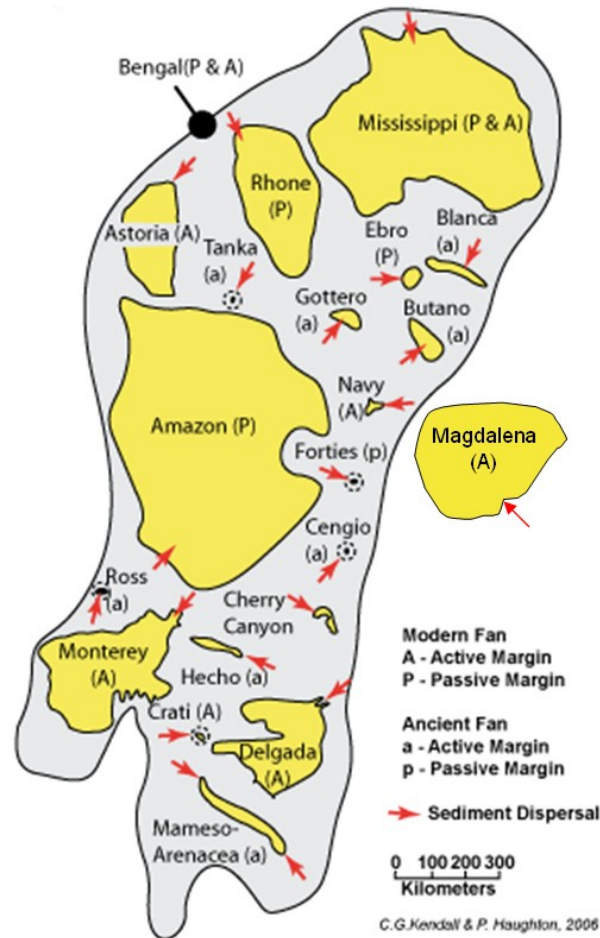 Bengal(P & A)
Mississippi (P & A)
Rhone
(P)
Astoria (A)
Tanka
(a)
Ebro
(P)
Blanca
(a)
Gottero
(a)
Butano
(a)
Navy
(A)
Amazon (P)
Magdalena
(A)
Forties (p)
Cengio
(a)
Ross
(a)
Cherry
Canyon
Monterey
(A)
Hecho (a)
Crati (A)
Delgada
(A)
Mameso-
Arenacea (a)
Modern Fan
A - Active Margin
P - Passive Margin
Ancient Fan
a - Active Margin
p - Passive Margin
Sediment Dispersal
0 100 200 300
Kilometers
C.G.Kendall & P. Haughton, 2006